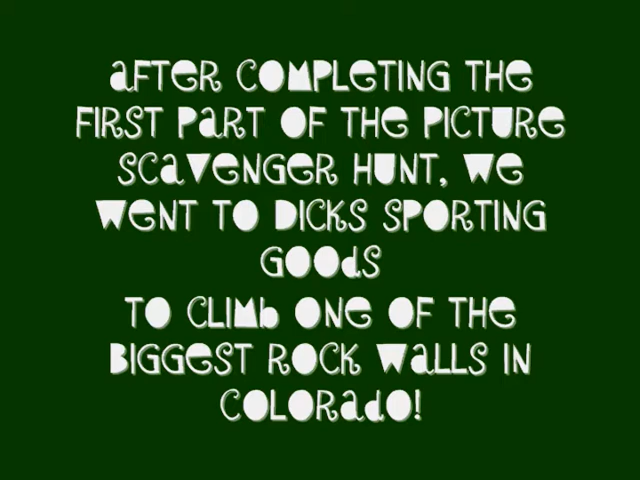 AFTER COMPLETING THE
FIRST PART OF THE PICTURE
SCAVENGER HUNT, WE
WENT TO DICKS SPORTING
GOODS
TO CLIMB ONE OF THE
BIGGEST ROCK WALLS IN
COLORADO!